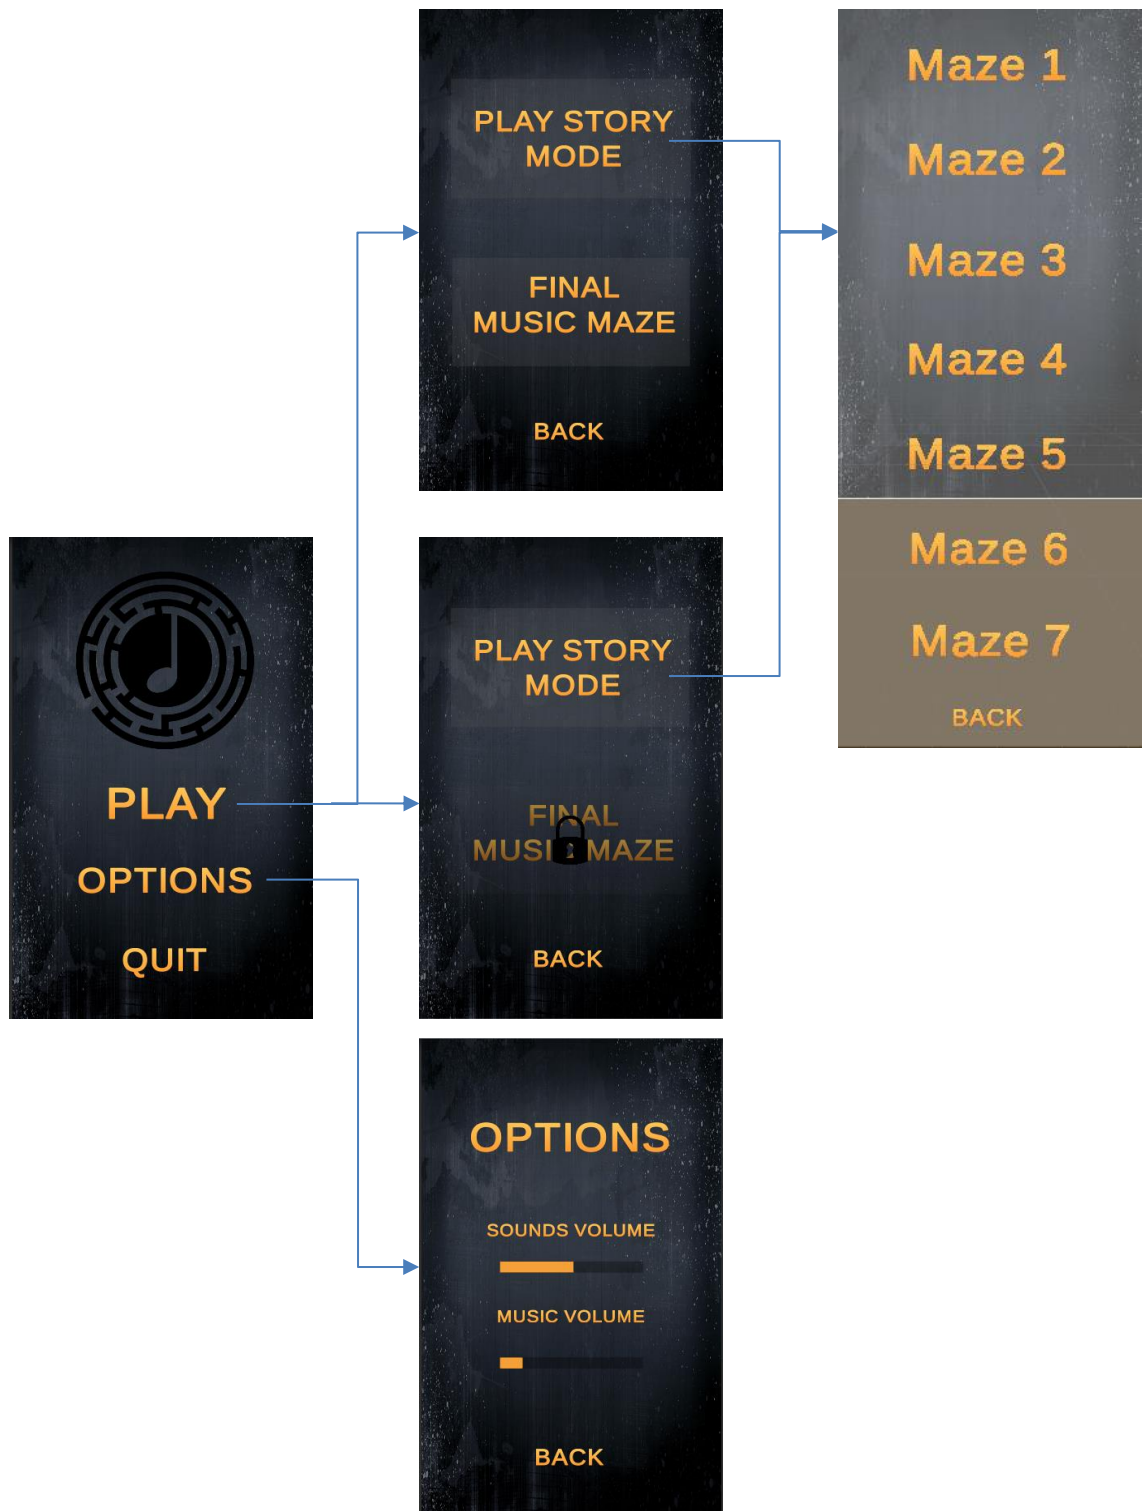 PLAY
OPTIONS
QUIT
PLAY STORY
MODE
FINAL
MUSIC MAZE
BACK
PLAY STORY
MODE
FINAL
MUSIC MAZE
BACK
OPTIONS
SOUNDS VOLUME
MUSIC VOLUME
BACK
Maze 1
Maze 2
Maze 3
Maze 4
Maze 5
Maze 6
Maze 7
BACK